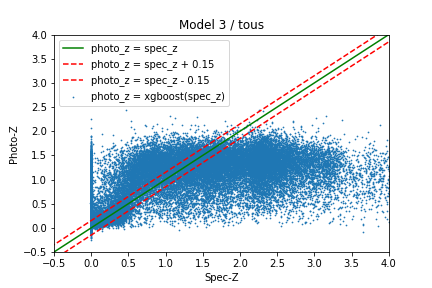 Model 3 / tous
photo_z = spec_z
photo_z = spec_z + 0.15
photo_z = spec_z - 0.15
photo_z = xgboost(spec_z)
Photo-Z
4.0
3.5
3.0
2.5
2.0
1.5
1.0
0.5
0.0
−0.5
−0.5 0.0 0.5 1.0 1.5 2.0 2.5 3.0 3.5 4.0
Spec-Z